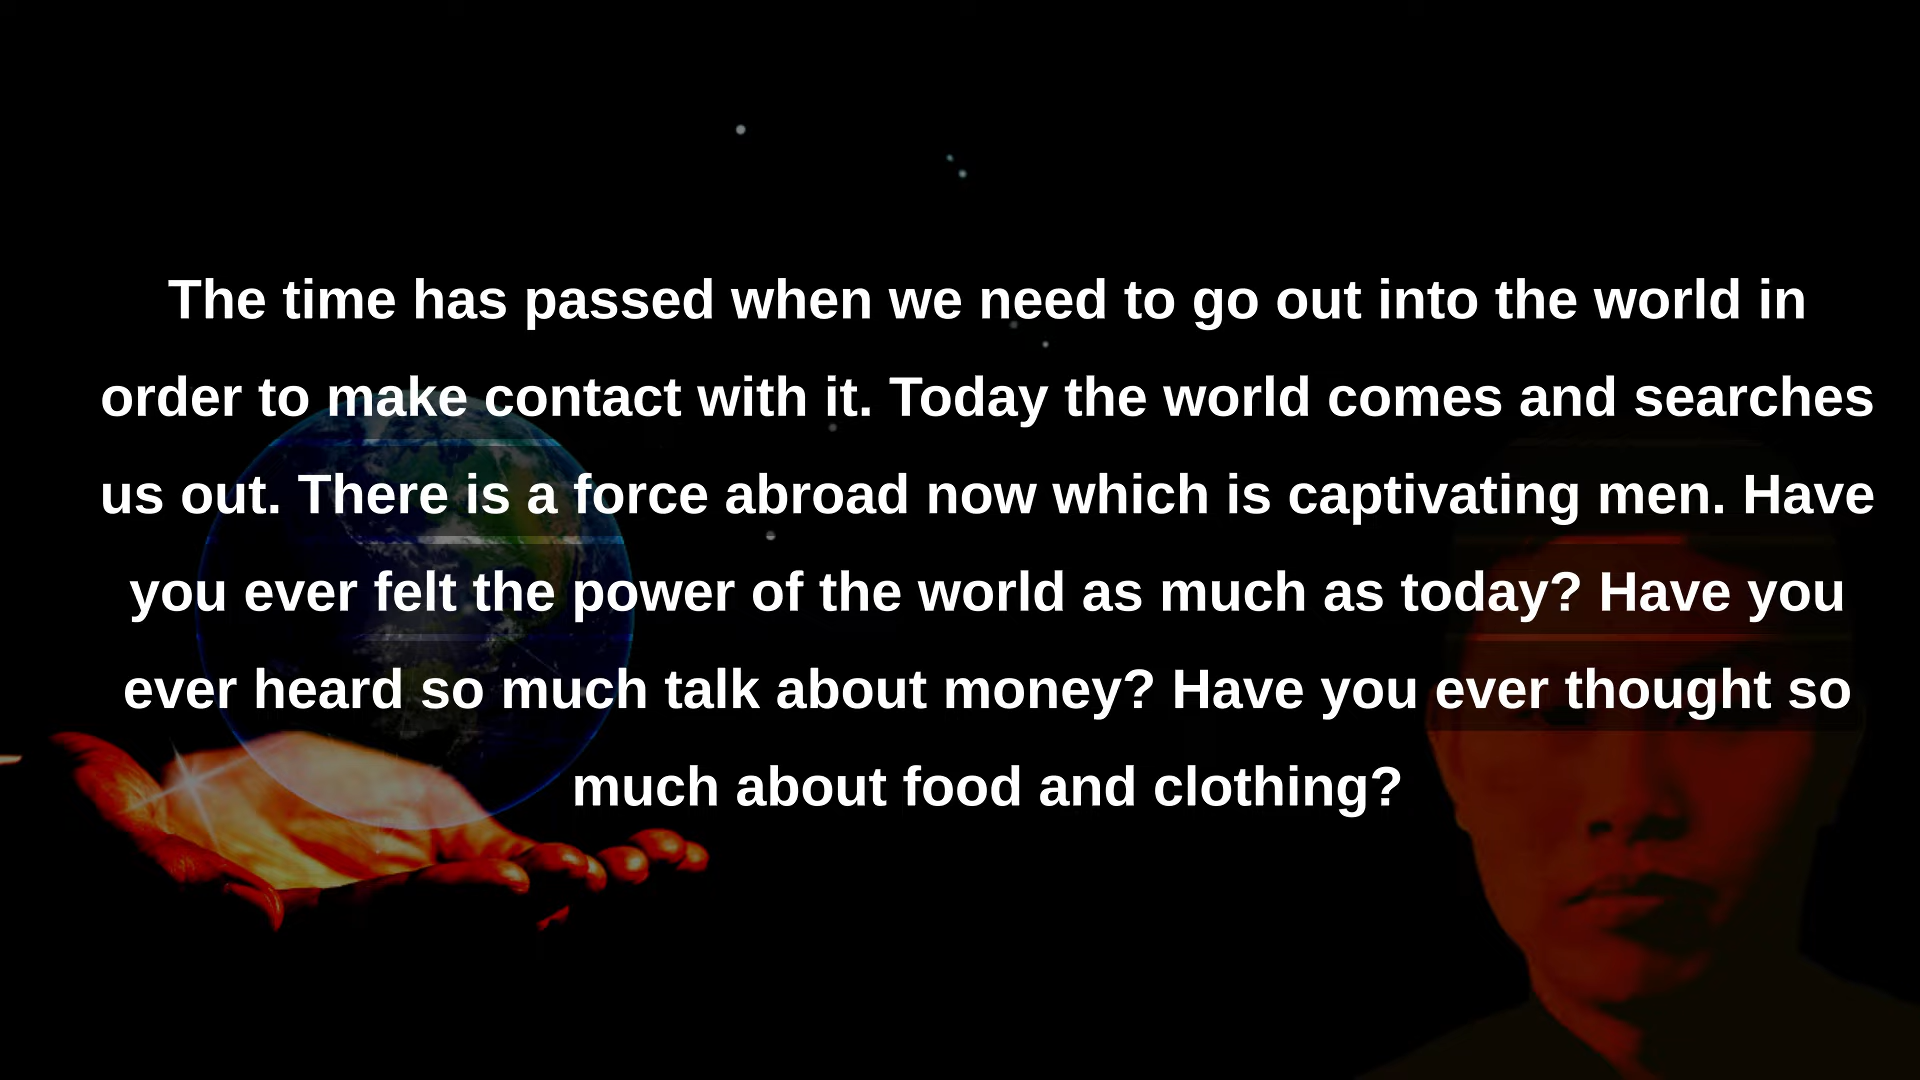 The time has passed when we need to go out into the world in
order to make contact with it. Today the world comes and searches
us out. There is a force abroad now which is captivating men. Have
you ever felt the power of the world as much as today? Have you
ever heard so much talk about money? Have you ever thought so
much about food and clothing?